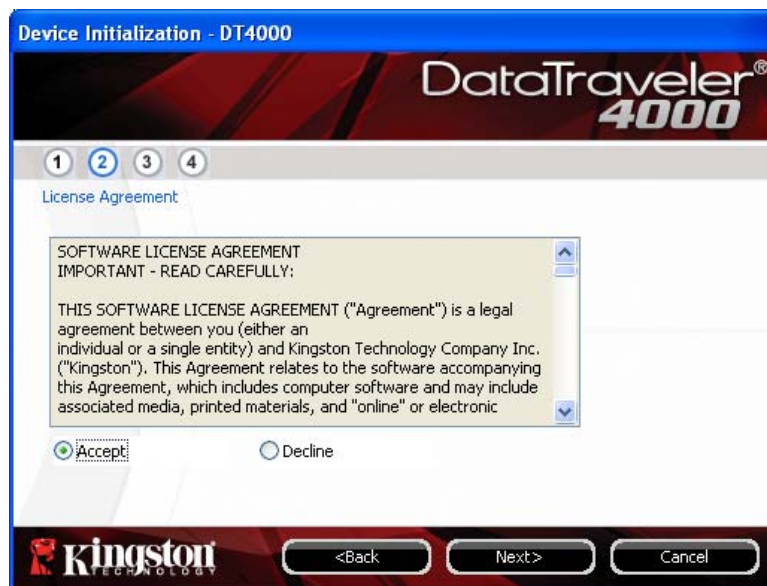 Device Initialization - DT4000
DataTraveler®
4000
1 2 3 4
License Agreement
SOFTWARE LICENSE AGREEMENT
IMPORTANT - READ CAREFULLY:
THIS SOFTWARE LICENSE AGREEMENT ("Agreement") is a legal
agreement between you (either an
individual or a single entity) and Kingston Technology Company Inc.
("Kingston"). This Agreement relates to the software accompanying
this Agreement, which includes computer software and may include
associated media, printed materials, and "online" or electronic
Accept Decline
Kingston
TECHNOLOGY
<Back Next> Cancel